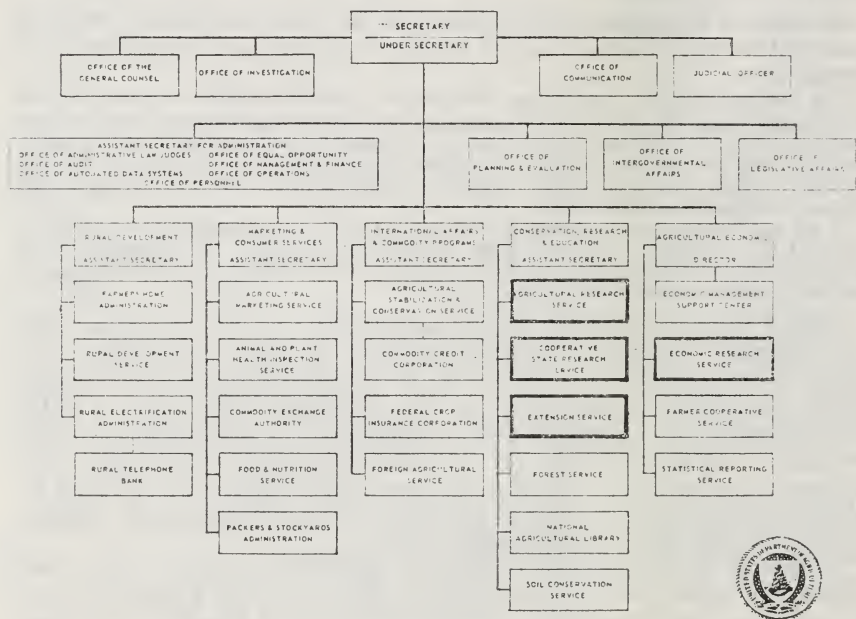 SECRETARY
UNDER SECRETARY
OFFICE OF THE
GENERAL COUNSEL
OFFICE OF INVESTIGATION
OFFICE OF
COMMUNICATION
JUDICIAL OFFICER
ASSISTANT SECRETARY FOR ADMINISTRATION
OFFICE OF ADMINISTRATIVE LAW JUDGES OFFICE OF EQUAL OPPORTUNITY
OFFICE OF AUDIT OFFICE OF MANAGEMENT & FINANCE
OFFICE OF AUTOMATED DATA SYSTEMS OFFICE OF OPERATIONS
OFFICE OF PERSONNEL
OFFICE OF
PLANNING & EVALUATION
OFFICE OF
INTERGOVERNMENTAL
AFFAIRS
OFFICE OF
LEGISLATIVE AFFAIRS
RURAL DEVELOPMENT
ASSISTANT SECRETARY
FARMERS HOME
ADMINISTRATION
RURAL DEVELOPMENT
SERVICE
RURAL ELECTRIFICATION
ADMINISTRATION
RURAL TELEPHONE
BANK
MARKETING &
CONSUMER SERVICES
ASSISTANT SECRETARY
AGRICULTURAL
MARKETING SERVICE
ANIMAL AND PLANT
HEALTH INSPECTION
SERVICE
COMMODITY EXCHANGE
AUTHORITY
FOOD & NUTRITION
SERVICE
PACKERS & STOCKYARDS
ADMINISTRATION
INTERNATIONAL AFFAIRS
& COMMODITY PROGRAMS
ASSISTANT SECRETARY
AGRICULTURAL
STABILIZATION &
CONSERVATION SERVICE
COMMODITY CREDIT
CORPORATION
FEDERAL CROP
INSURANCE CORPORATION
FOREIGN AGRICULTURAL
SERVICE
CONSERVATION, RESEARCH
& EDUCATION
ASSISTANT SECRETARY
AGRICULTURAL RESEARCH
SERVICE
COOPERATIVE
STATE RESEARCH
SERVICE
EXTENSION SERVICE
FOREST SERVICE
NATIONAL
AGRICULTURAL LIBRARY
SOIL CONSERVATION
SERVICE
AGRICULTURAL ECONOMIC
DIRECTOR
ECONOMIC MANAGEMENT
SUPPORT CENTER
ECONOMIC RESEARCH
SERVICE
FARMER COOPERATIVE
SERVICE
STATISTICAL REPORTING
SERVICE
UNITED STATES DEPARTMENT OF AGRICULTURE